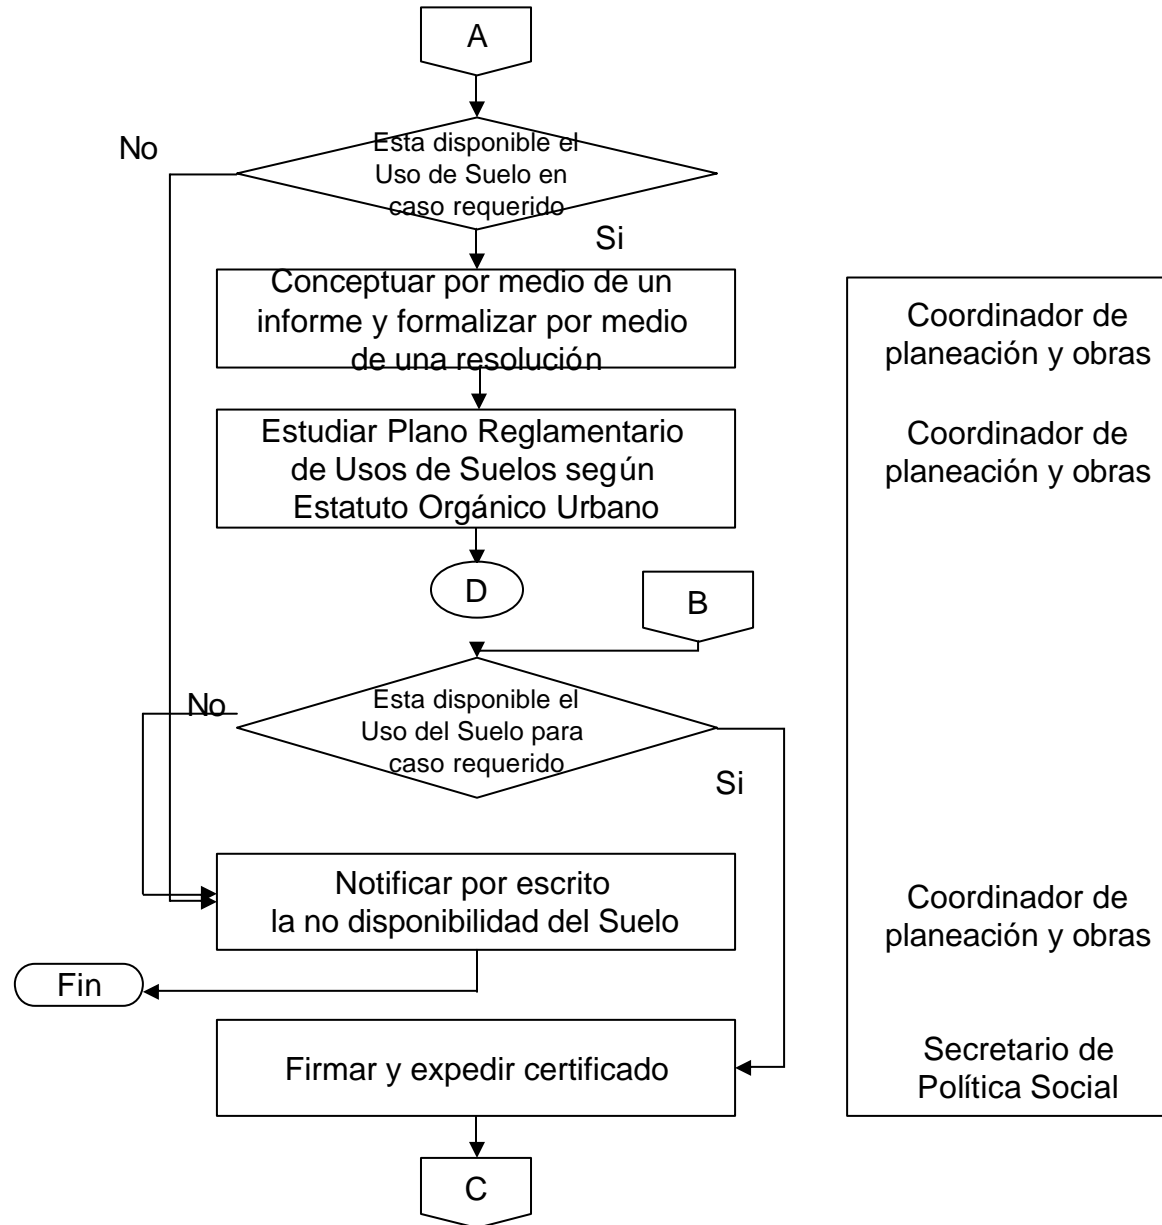 A
No
Esta disponible el
Uso de Suelo en
caso requerido
Si
Conceptuar por medio de un
informe y formalizar por medio
de una resolución
Coordinador de
planeación y obras
Estudiar Plano Reglamentario
de Usos de Suelos según
Estatuto Orgánico Urbano
Coordinador de
planeación y obras
D
B
No
Esta disponible el
Uso del Suelo para
caso requerido
Si
Notificar por escrito
la no disponibilidad del Suelo
Coordinador de
planeación y obras
Fin
Firmar y expedir certificado
Secretario de
Política Social
C